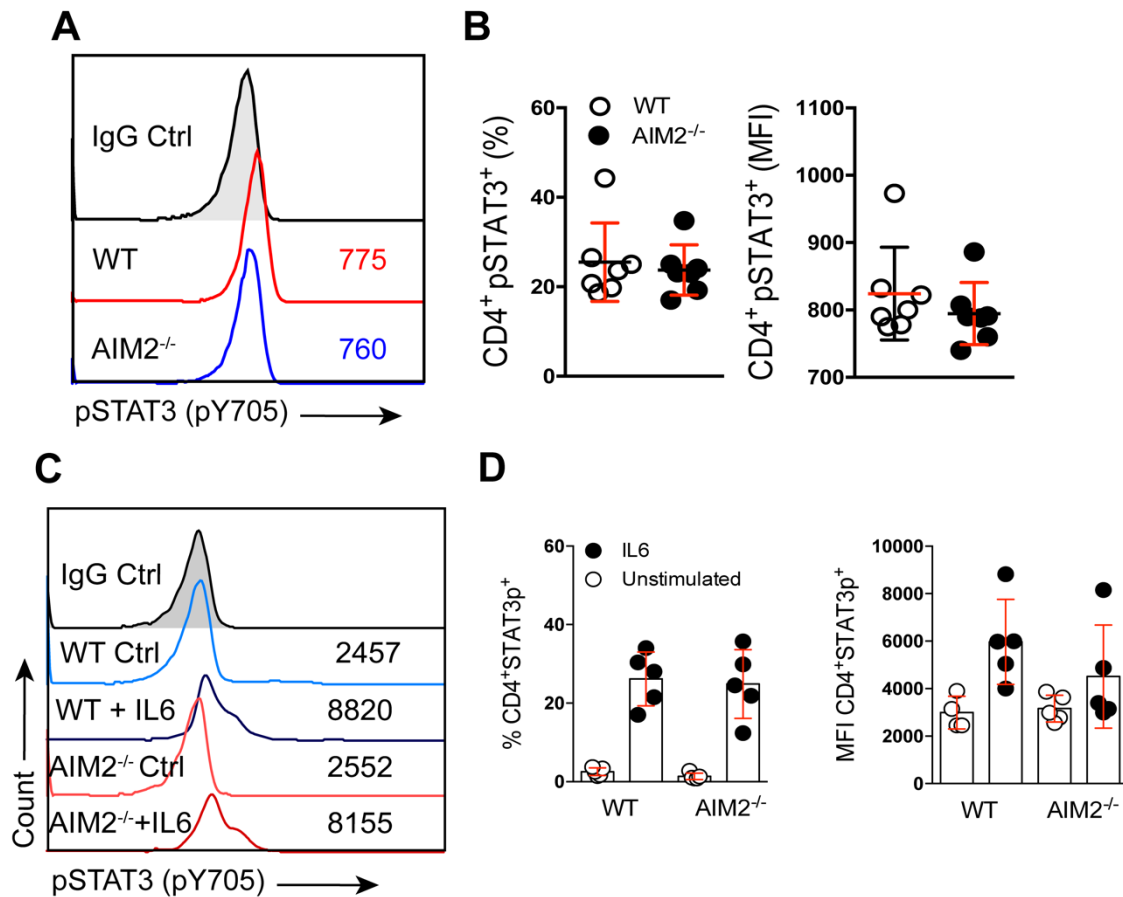 A
IgG Ctrl
WT 775
AIM2-/- 760
pSTAT3 (pY705)
B
WT
AIM2-/-
CD4+ pSTAT3+ (%)
60
40
20
0
CD4+ pSTAT3+ (MFI)
1100
1000
900
800
700
C
IgG Ctrl
WT Ctrl 2457
WT + IL6 8820
AIM2-/- Ctrl 2552
AIM2-/-+IL6 8155
Count
pSTAT3 (pY705)
D
IL6
Unstimulated
% CD4+STAT3p+
60
40
20
0
WT AIM2-/-
MFI CD4+STAT3p+
10000
8000
6000
4000
2000
0
WT AIM2-/-